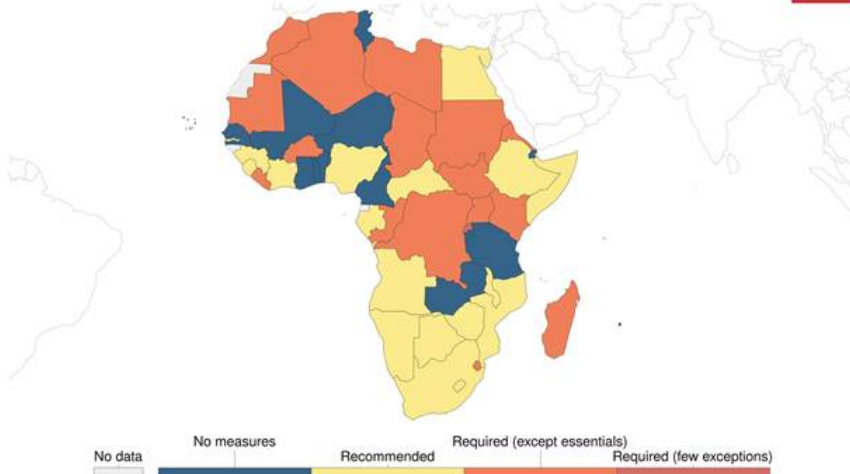 No measures
Required (except essentials)
No data
Recommended
Required (few exceptions)